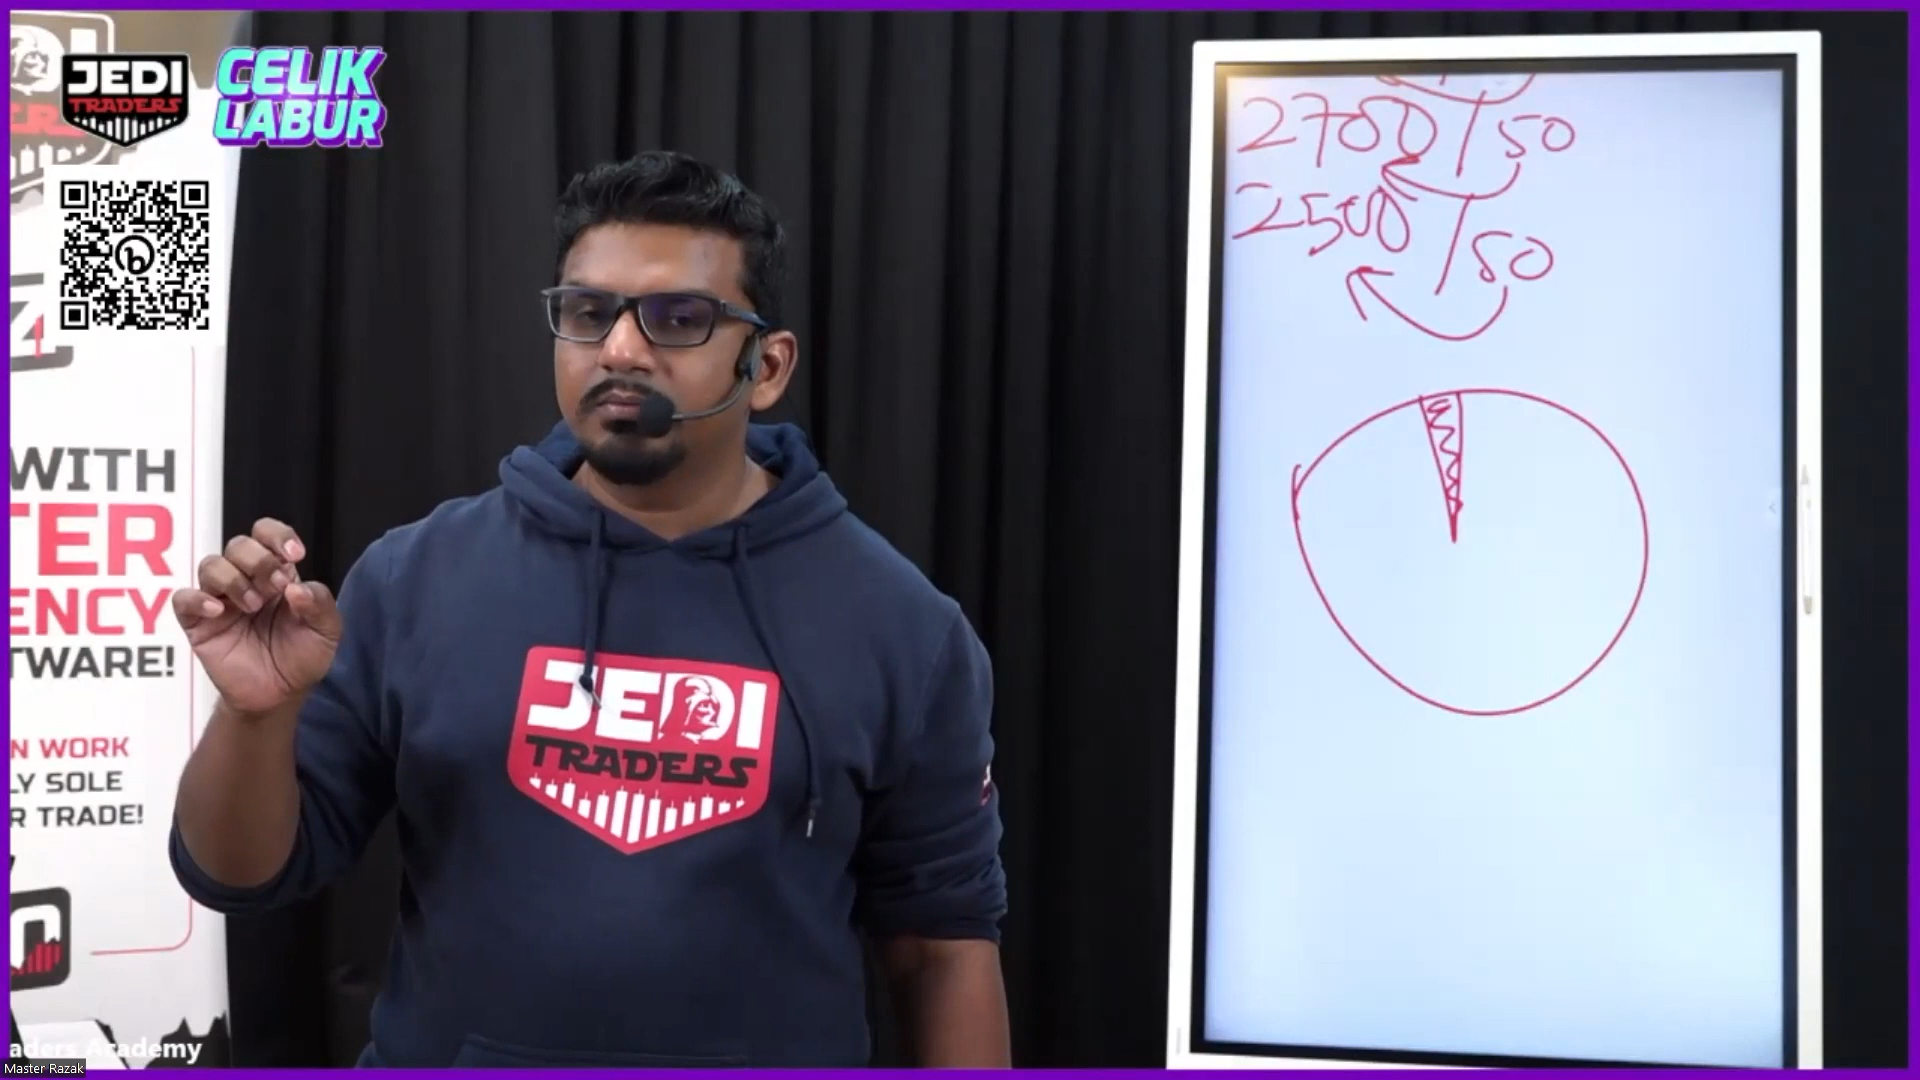 JEDI
TRADERS
CELIK
LABUR
WITH
TER
ENCY
TWARE!
N WORK
LY SOLE
R TRADE!
aders Academy
Master Razak
JEDI
TRADERS
2700/50
2500/50